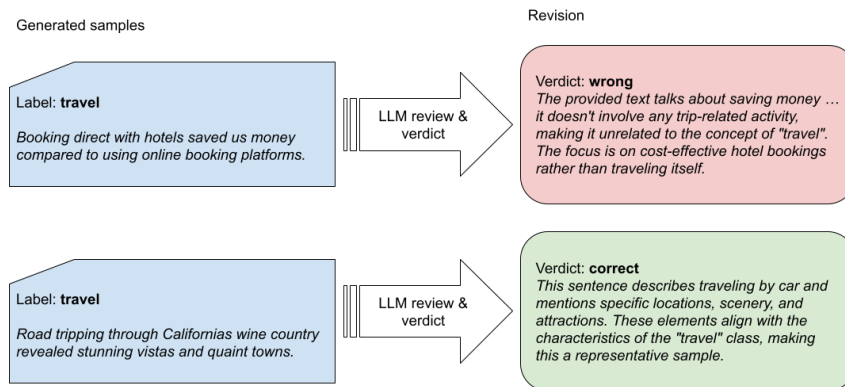 Generated samples
Revision
Label: travel
Booking direct with hotels saved us money
compared to using online booking platforms.
LLM review &
verdict
Verdict: wrong
The provided text talks about saving money ...
it doesn't involve any trip-related activity,
making it unrelated to the concept of "travel".
The focus is on cost-effective hotel bookings
rather than traveling itself.
Label: travel
Road tripping through Californias wine country
revealed stunning vistas and quaint towns.
LLM review &
verdict
Verdict: correct
This sentence describes traveling by car and
mentions specific locations, scenery, and
attractions. These elements align with the
characteristics of the "travel" class, making
this a representative sample.